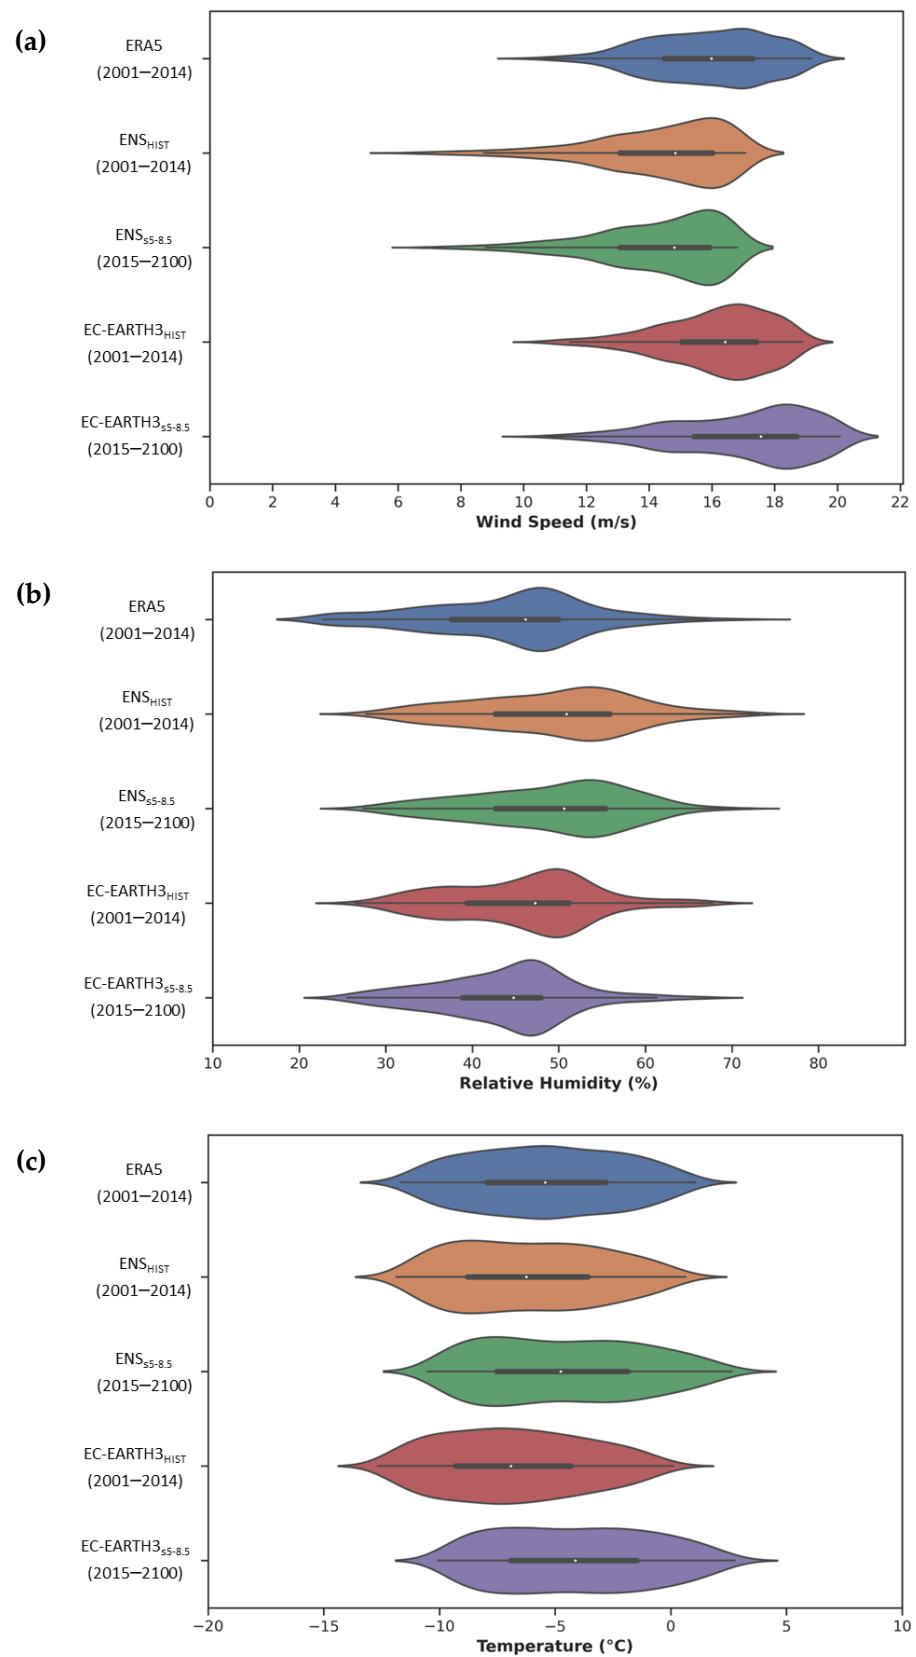 (a)
ERA5
(2001–2014)
ENSHIST
(2001–2014)
ENSs5-8.5
(2015–2100)
EC-EARTH3HIST
(2001–2014)
EC-EARTH3s5-8.5
(2015–2100)
0 2 4 6 8 10 12 14 16 18 20 22
Wind Speed (m/s)
(b)
ERA5
(2001–2014)
ENSHIST
(2001–2014)
ENSs5-8.5
(2015–2100)
EC-EARTH3HIST
(2001–2014)
EC-EARTH3s5-8.5
(2015–2100)
10 20 30 40 50 60 70 80
Relative Humidity (%)
(c)
ERA5
(2001–2014)
ENSHIST
(2001–2014)
ENSs5-8.5
(2015–2100)
EC-EARTH3HIST
(2001–2014)
EC-EARTH3s5-8.5
(2015–2100)
−20 −15 −10 −5 0 5 10
Temperature (°C)